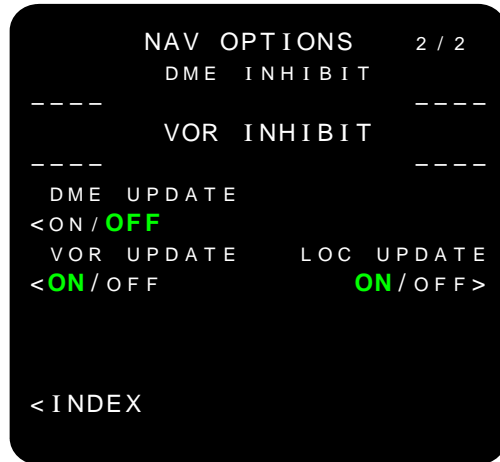 NAV OPTIONS 2/2
DME INHIBIT
---- ----
VOR INHIBIT
---- ----
DME UPDATE
<ON/OFF
VOR UPDATE LOC UPDATE
<ON/OFF ON/OFF>
<INDEX